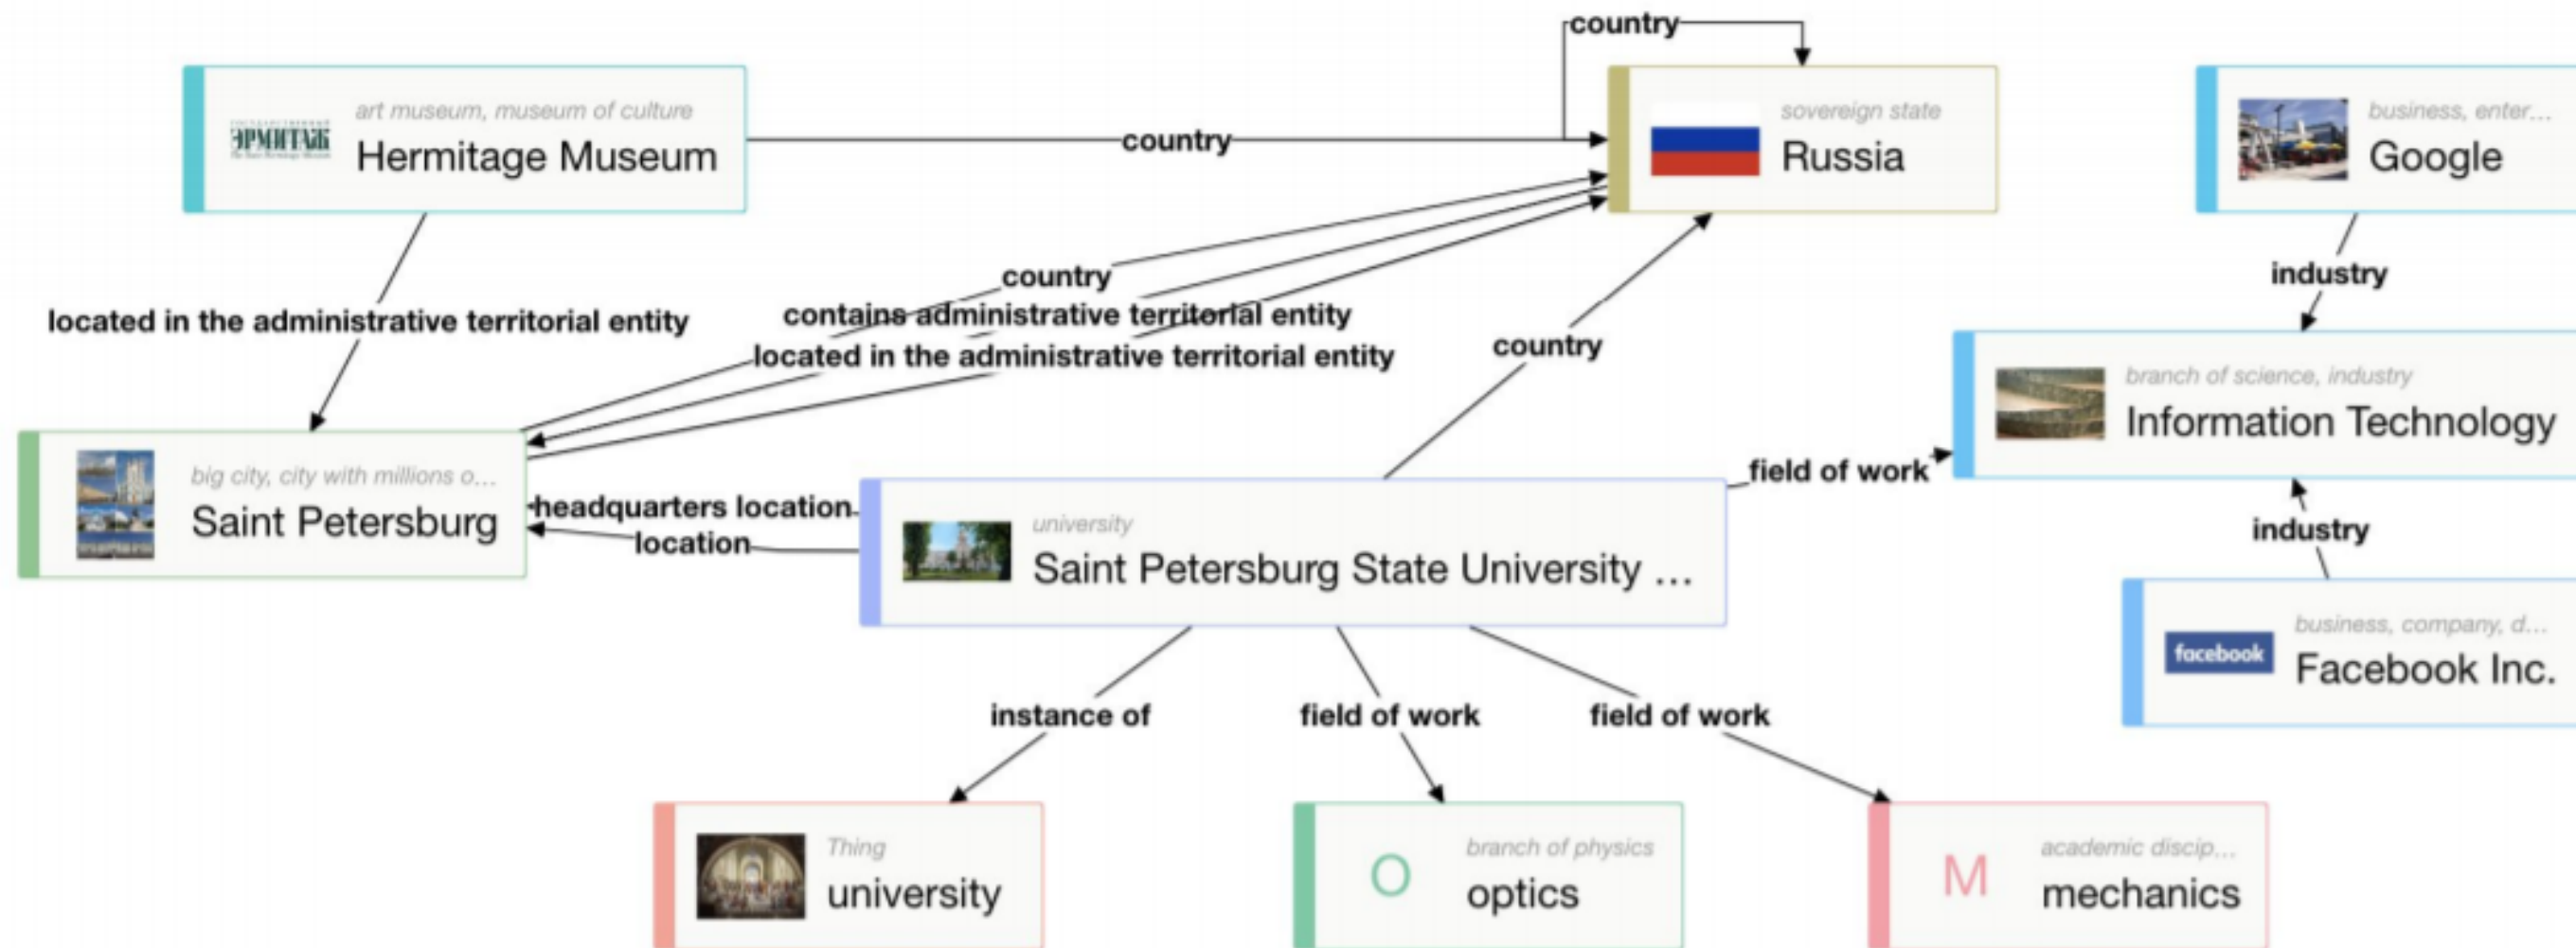 country
art museum, museum of culture
ЭРМИТАЖ
Hermitage Museum
country
sovereign state
Russia
business, enter...
Google
country
industry
located in the administrative territorial entity
contains administrative territorial entity
country
located in the administrative territorial entity
branch of science, industry
Information Technology
big city, city with millions o...
Saint Petersburg
headquarters location
location
field of work
university
Saint Petersburg State University ...
industry
business, company, d...
facebook
Facebook Inc.
instance of
field of work
field of work
Thing
university
O
branch of physics
optics
M
academic discip...
mechanics